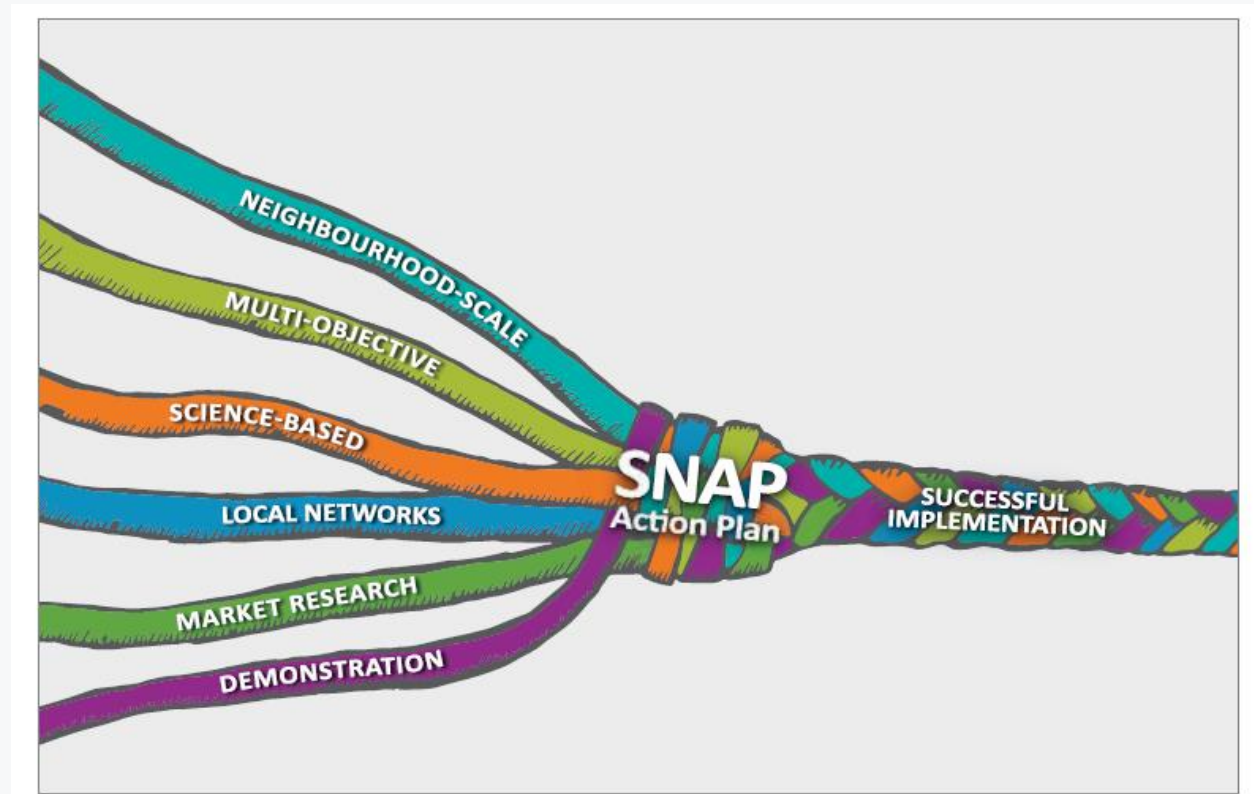 NEIGHBOURHOOD-SCALE
MULTI-OBJECTIVE
SCIENCE-BASED
LOCAL NETWORKS
MARKET RESEARCH
DEMONSTRATION
SNAP
Action Plan
SUCCESSFUL
IMPLEMENTATION